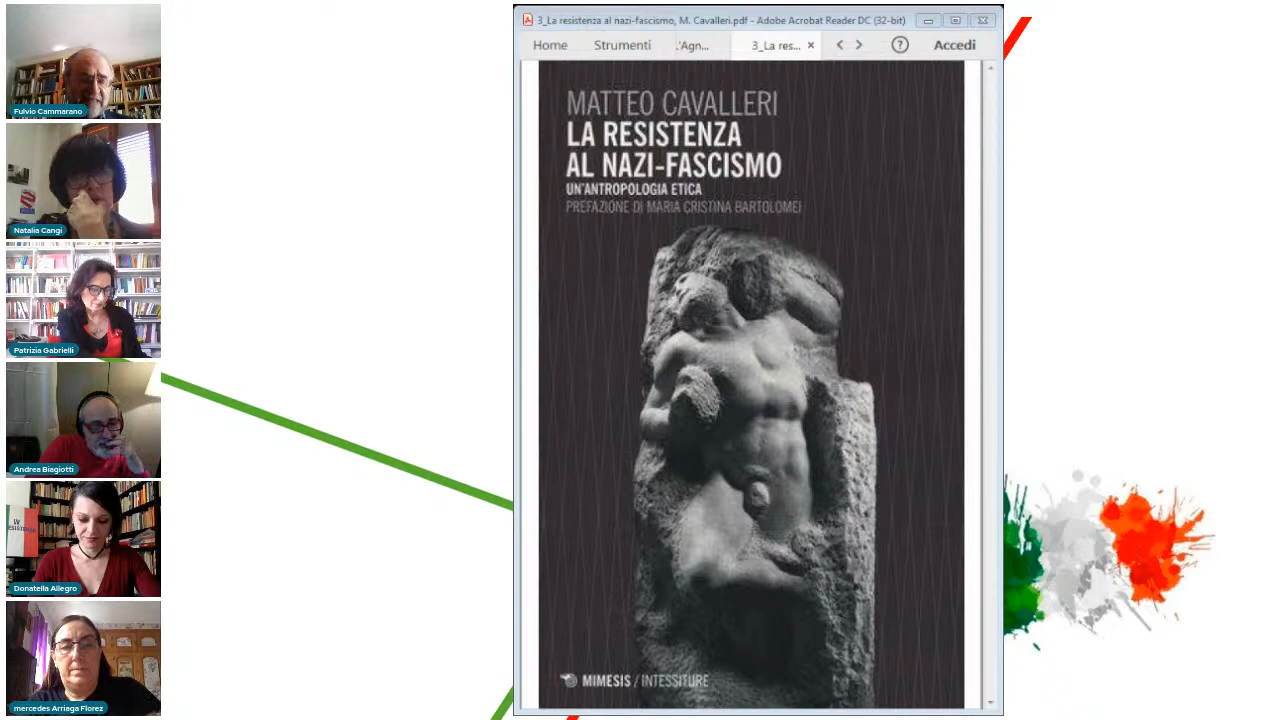 Fulvio Cammarano
Natalia Cangi
Patrizia Gabrielli
Andrea Biagiotti
Donatella Allegro
mercedes Arriaga Florez
3_La resistenza al nazi-fascismo, M. Cavalleri.pdf - Adobe Acrobat Reader DC (32-bit)
Home
Strumenti
.'Agn...
3_La res...
Accedi
MATTEO CAVALLERI
LA RESISTENZA
AL NAZI-FASCISMO
UN'ANTROPOLOGIA ETICA
PREFAZIONE DI MARIA CRISTINA BARTOLOMEI
MIMESIS / INTESSITURE